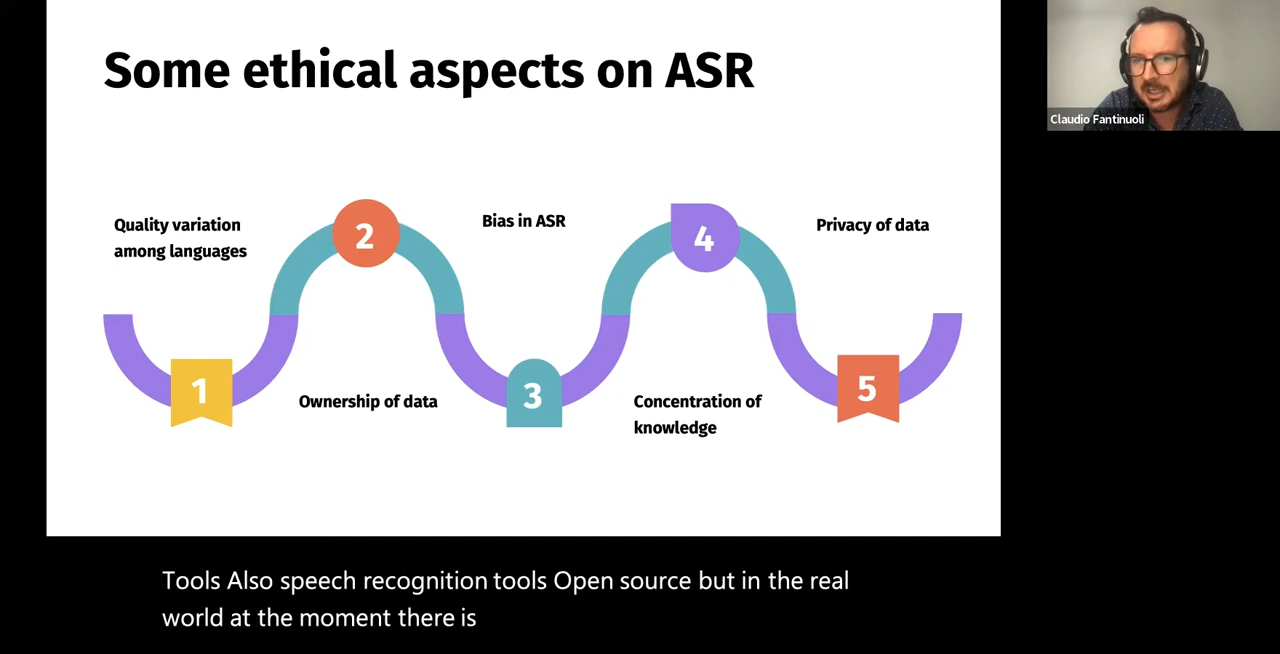 Some ethical aspects on ASR
Claudio Fantinuoli
Quality variation
among languages
2
Bias in ASR
4
Privacy of data
1
Ownership of data
3
Concentration of
knowledge
5
Tools Also speech recognition tools Open source but in the real
world at the moment there is